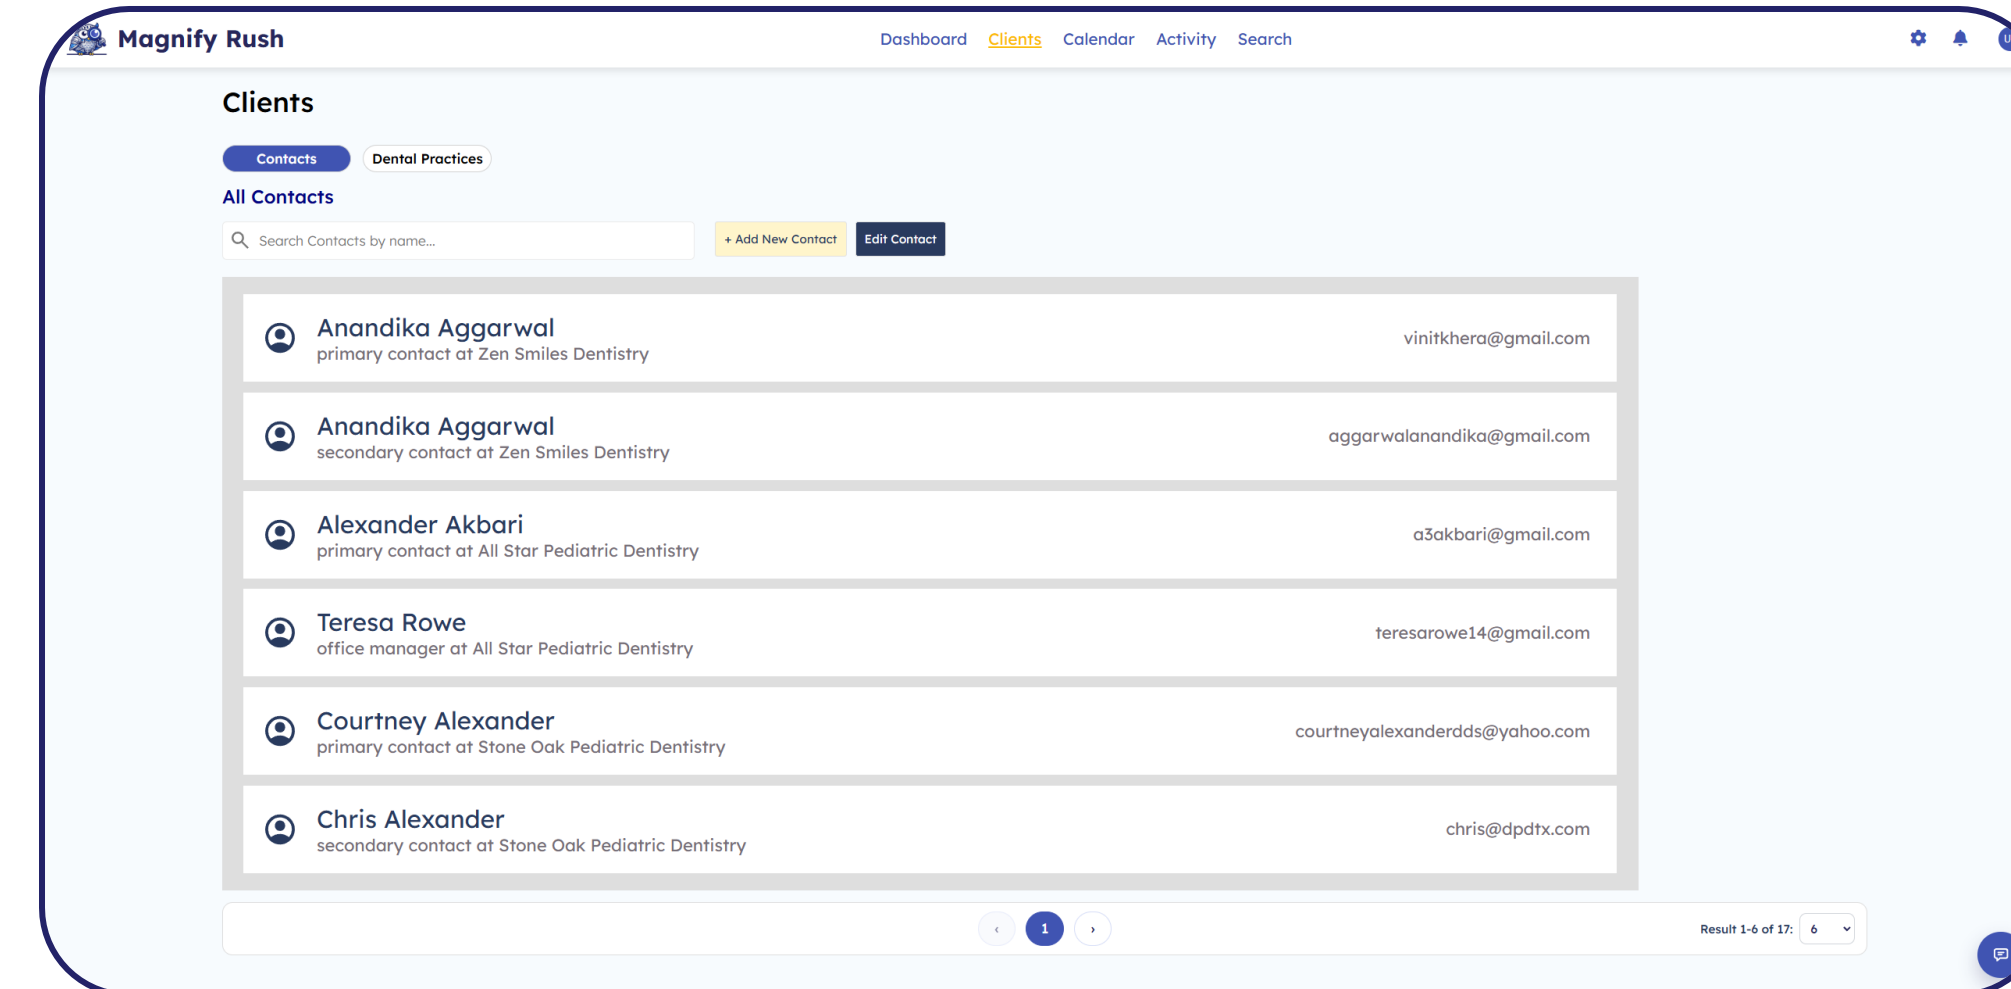 Magnify Rush
Dashboard Clients Calendar Activity Search
U
Clients
Contacts Dental Practices
All Contacts
Search Contacts by name...
+ Add New Contact Edit Contact
Anandika Aggarwal
primary contact at Zen Smiles Dentistry
vinitkhera@gmail.com
Anandika Aggarwal
secondary contact at Zen Smiles Dentistry
aggarwalanandika@gmail.com
Alexander Akbari
primary contact at All Star Pediatric Dentistry
a3akbari@gmail.com
Teresa Rowe
office manager at All Star Pediatric Dentistry
teresarowe14@gmail.com
Courtney Alexander
primary contact at Stone Oak Pediatric Dentistry
courtneyalexanderdds@yahoo.com
Chris Alexander
secondary contact at Stone Oak Pediatric Dentistry
chris@dpdtx.com
‹ 1 ›
Result 1-6 of 17: 6